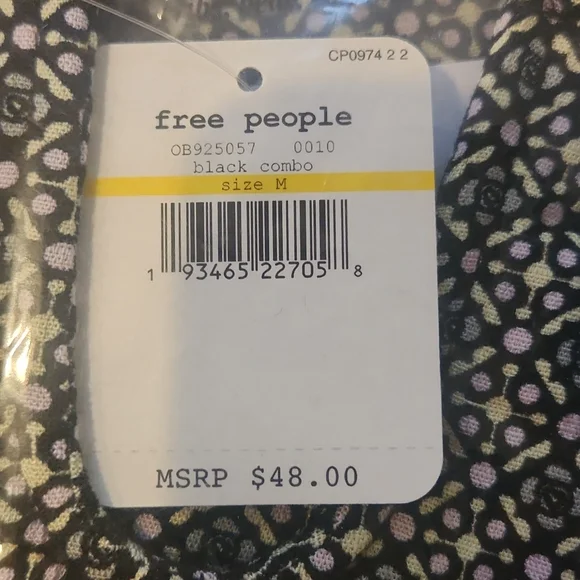 CP0974 2 2
free people
OB925057 0010
black combo
size M
1 93465 22705 8
MSRP $48.00